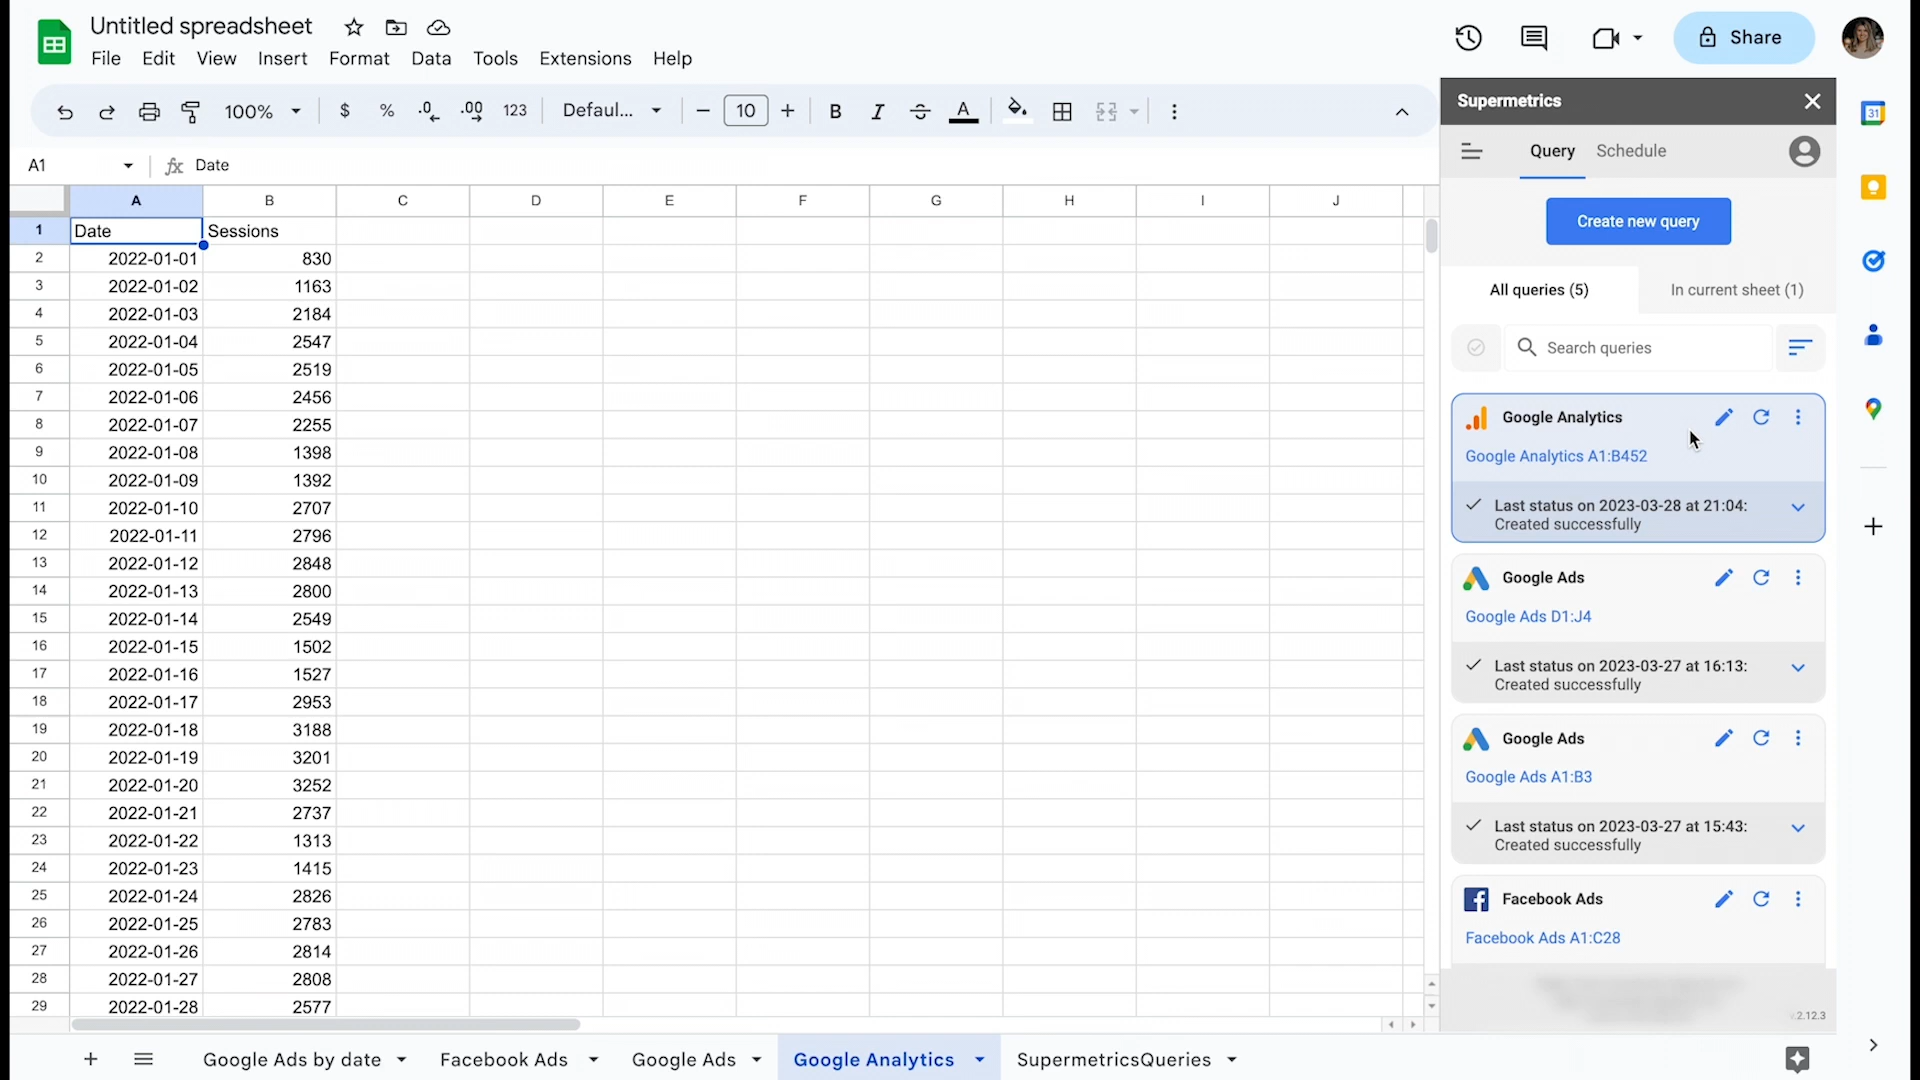 Untitled spreadsheet
File Edit View Insert Format Data Tools Extensions Help
Share
100% $ % .0 .00 123 Defaul... 10 B I S A
A1 fx Date
A B C D E F G H I J
1 Date Sessions
2 2022-01-01 830
3 2022-01-02 1163
4 2022-01-03 2184
5 2022-01-04 2547
6 2022-01-05 2519
7 2022-01-06 2456
8 2022-01-07 2255
9 2022-01-08 1398
10 2022-01-09 1392
11 2022-01-10 2707
12 2022-01-11 2796
13 2022-01-12 2848
14 2022-01-13 2800
15 2022-01-14 2549
16 2022-01-15 1502
17 2022-01-16 1527
18 2022-01-17 2953
19 2022-01-18 3188
20 2022-01-19 3201
21 2022-01-20 3252
22 2022-01-21 2737
23 2022-01-22 1313
24 2022-01-23 1415
25 2022-01-24 2826
26 2022-01-25 2783
27 2022-01-26 2814
28 2022-01-27 2808
29 2022-01-28 2577
Google Ads by date Facebook Ads Google Ads Google Analytics SupermetricsQueries
Supermetrics
Query Schedule
Create new query
All queries (5) In current sheet (1)
Search queries
Google Analytics
Google Analytics A1:B452
Last status on 2023-03-28 at 21:04:
Created successfully
Google Ads
Google Ads D1:J4
Last status on 2023-03-27 at 16:13:
Created successfully
Google Ads
Google Ads A1:B3
Last status on 2023-03-27 at 15:43:
Created successfully
Facebook Ads
Facebook Ads A1:C28
.2.12.3
31